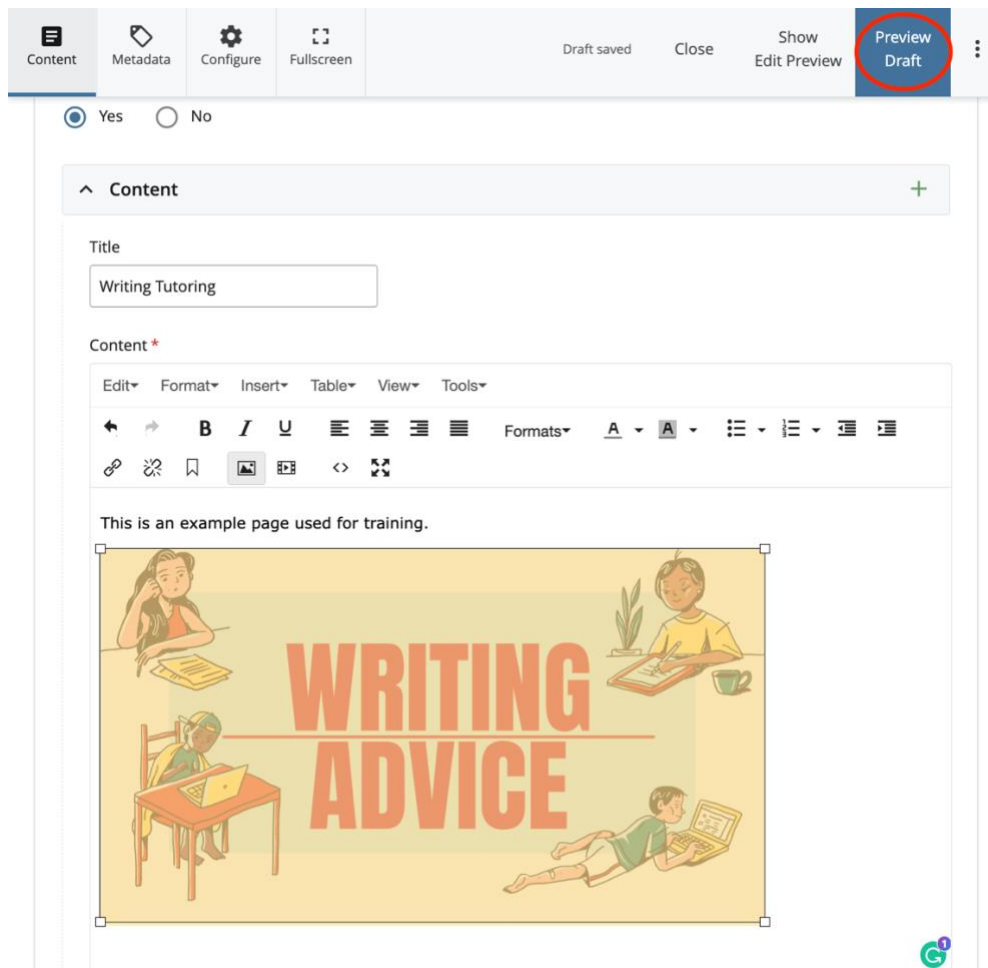 Content Metadata Configure Fullscreen Draft saved Close Show Edit Preview Preview Draft
Yes No
Content
Title
Writing Tutoring
Content *
Edit Format Insert Table View Tools
B I U Formats A A
This is an example page used for training.
WRITING
ADVICE
G 1